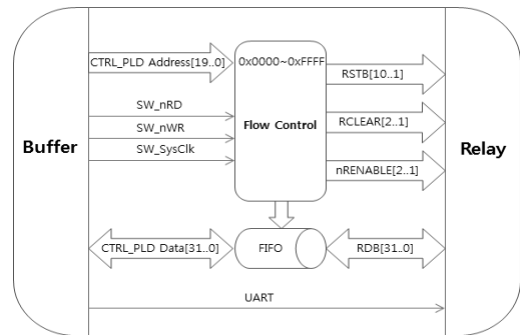 CTRL_PLD Address[19..0]
0x0000~0xFFFF
RSTB[10..1]
SW_nRD
SW_nWR
Flow Control
RCLEAR[2..1]
Buffer
Relay
SW_SysClk
nRENABLE[2..1]
CTRL_PLD Data[31..0]
FIFO
RDB[31..0]
UART